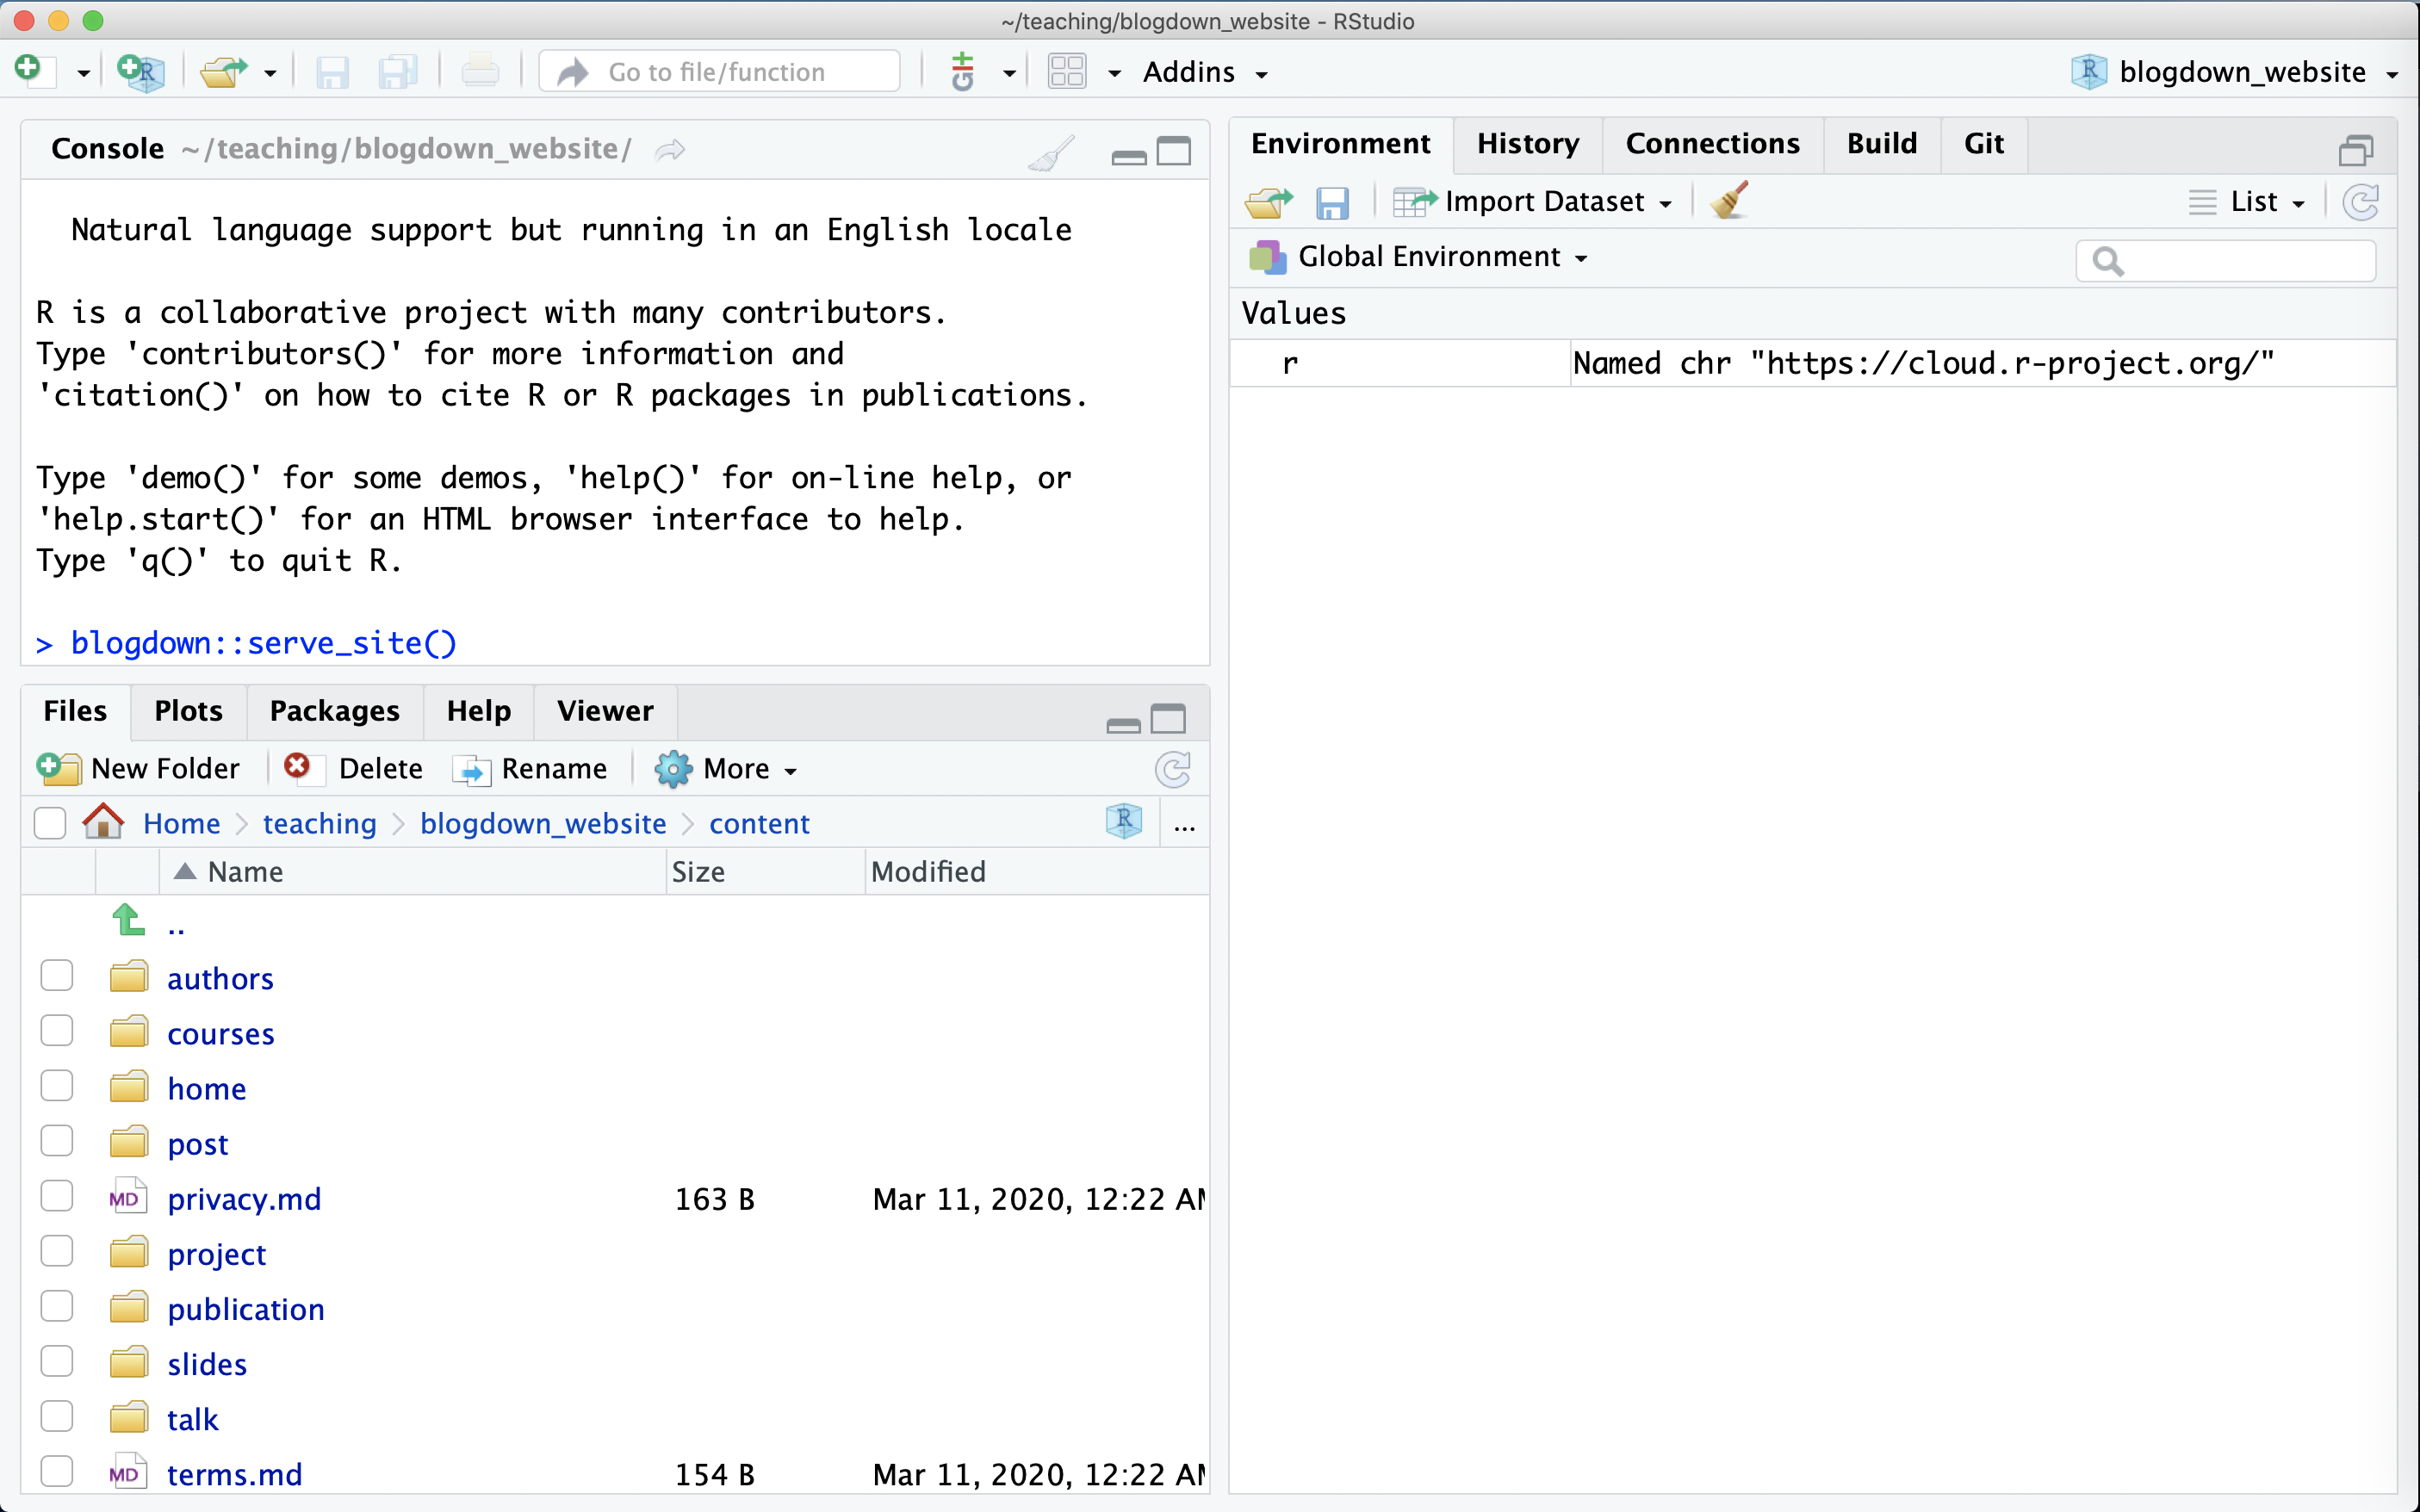 ~/teaching/blogdown_website - RStudio
Go to file/function
Addins
blogdown_website
Console ~/teaching/blogdown_website/
Natural language support but running in an English locale
R is a collaborative project with many contributors.
Type 'contributors()' for more information and
'citation()' on how to cite R or R packages in publications.
Type 'demo()' for some demos, 'help()' for on-line help, or
'help.start()' for an HTML browser interface to help.
Type 'q()' to quit R.
> blogdown::serve_site()
Environment History Connections Build Git
Import Dataset List
Global Environment
Values
r Named chr "https://cloud.r-project.org/"
Files Plots Packages Help Viewer
New Folder Delete Rename More
Home teaching blogdown_website content R ...
Name Size Modified
..
authors
courses
home
post
MD privacy.md 163 B Mar 11, 2020, 12:22 AM
project
publication
slides
talk
MD terms.md 154 B Mar 11, 2020, 12:22 AM